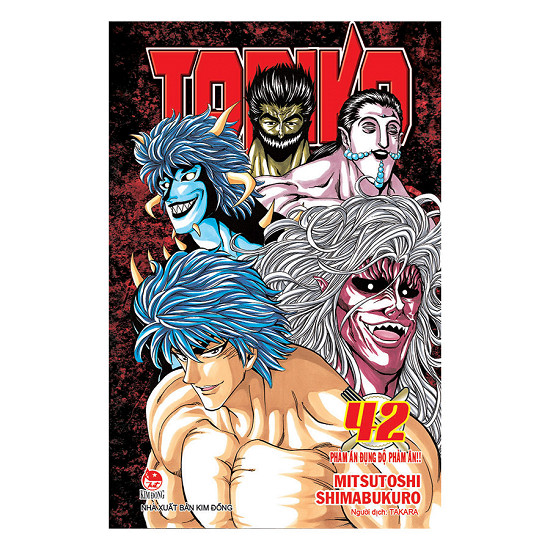 TORIKO
42
PHÀM ĂN ĐỤNG ĐỘ PHÀM ĂN!!
MITSUTOSHI
SHIMABUKURO
Người dịch: TAKARA
KIM ĐỒNG
NHÀ XUẤT BẢN KIM ĐỒNG